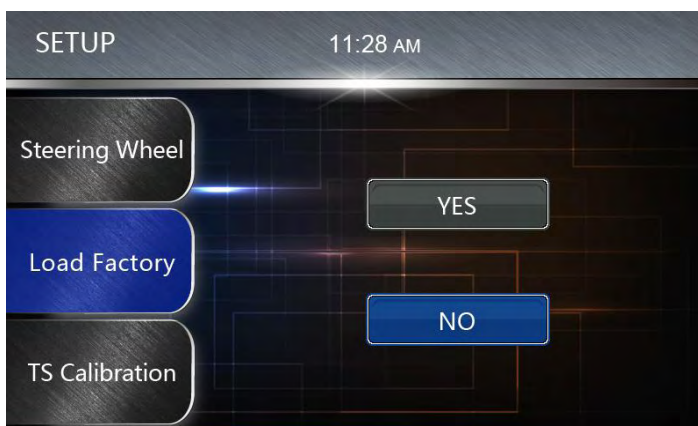 SETUP
11:28 AM
Steering Wheel
Load Factory
TS Calibration
YES
NO